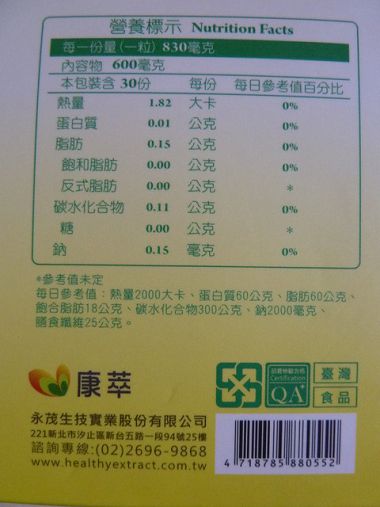 營養標示 Nutrition Facts
每一份量(一粒) 830毫克
內容物 600毫克
本包裝含 30份 每份 每日參考值百分比
熱量 1.82 大卡 0%
蛋白質 0.01 公克 0%
脂肪 0.15 公克 0%
飽和脂肪 0.00 公克 0%
反式脂肪 0.00 公克 *
碳水化合物 0.11 公克 0%
糖 0.00 公克 *
鈉 0.15 毫克 0%
*參考值未定
每日參考值：熱量2000大卡、蛋白質60公克、脂肪60公克、
飽合脂肪18公克、碳水化合物300公克、鈉2000毫克、
膳食纖維25公克。
康萃
Certification
QA
臺灣
食品
永茂生技實業股份有限公司
221新北市汐止區新台五路一段94號25樓
諮詢專線:(02)2696-9868
www.healthyextract.com.tw
4 718785 880552